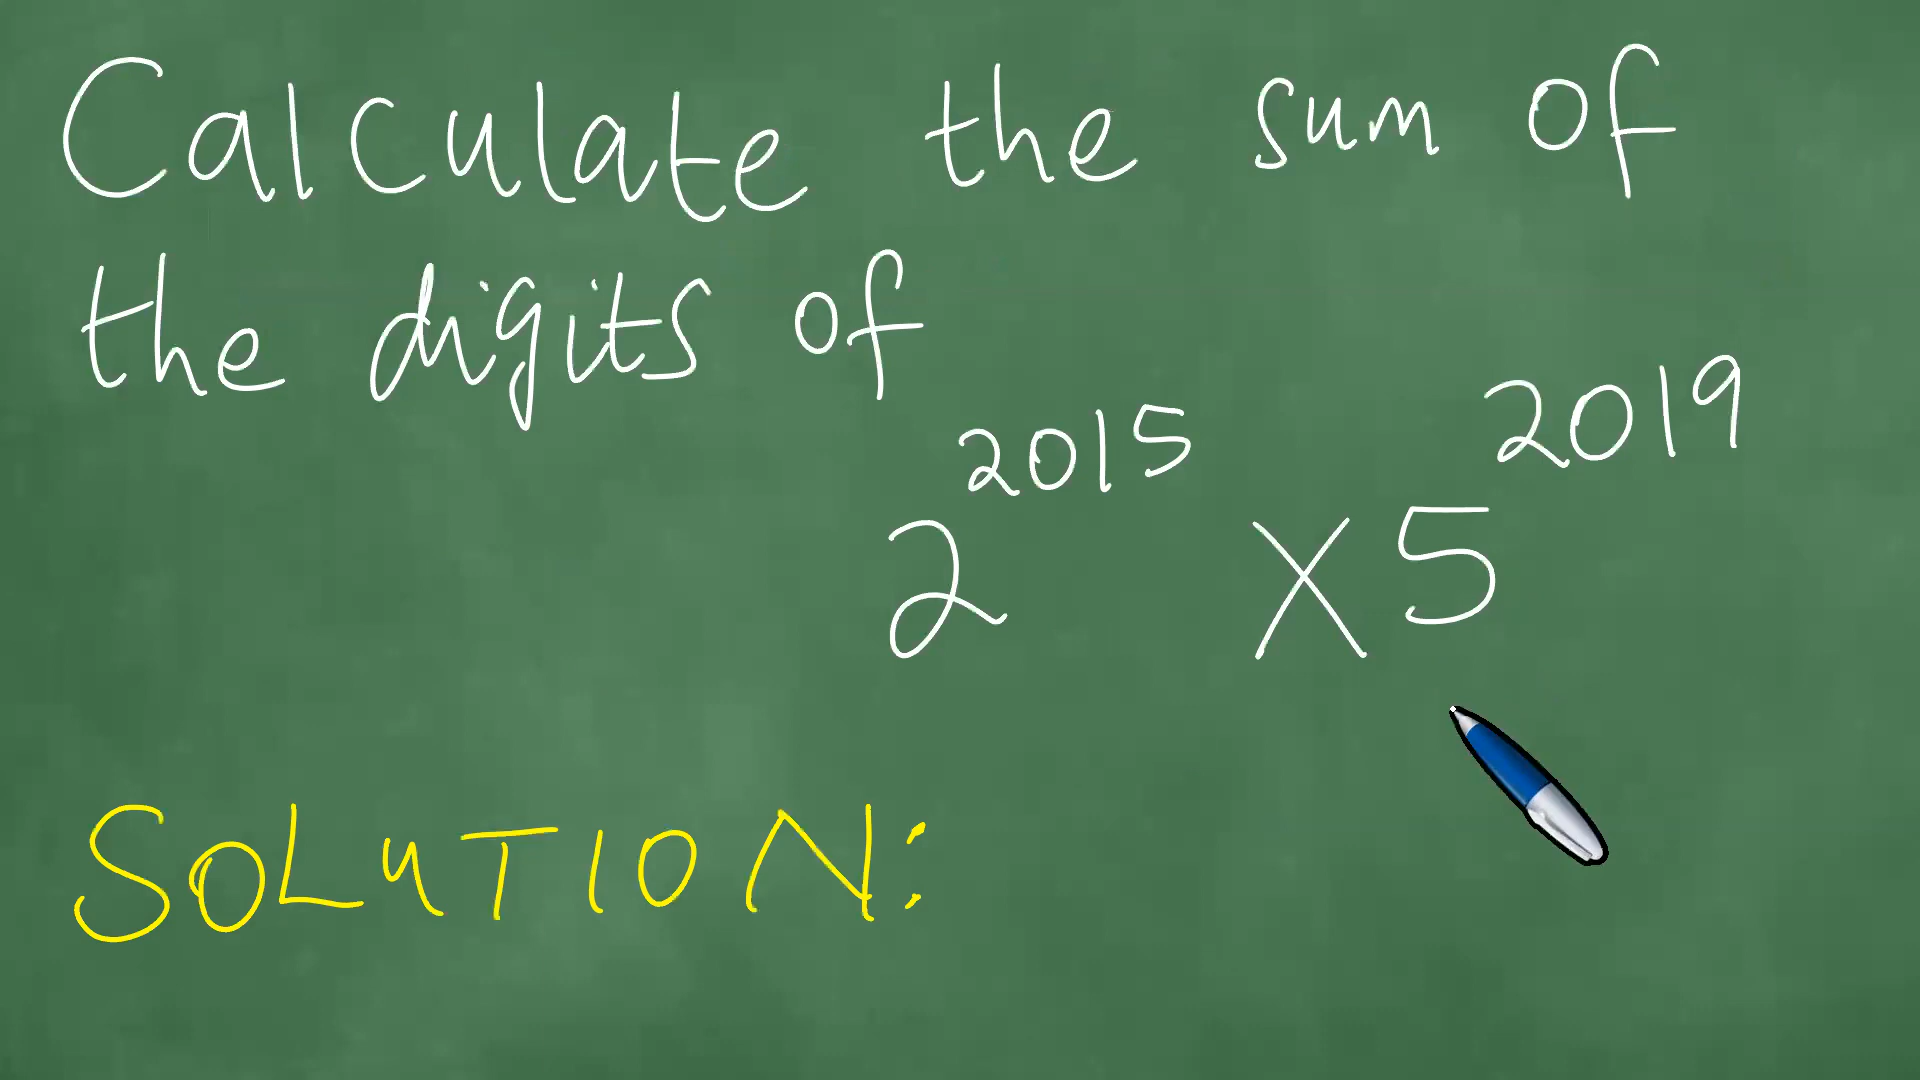 Calculate the sum of
the digits of
2^2015 X 5^2019
SOLUTION: